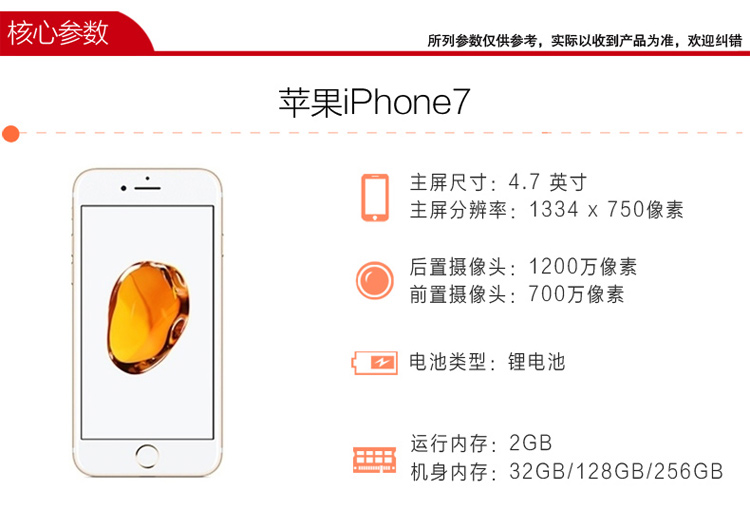 核心参数
所列参数仅供参考，实际以收到产品为准，欢迎纠错
苹果iPhone7
主屏尺寸：4.7 英寸
主屏分辨率：1334 x 750像素
后置摄像头：1200万像素
前置摄像头：700万像素
电池类型：锂电池
运行内存：2GB
机身内存：32GB/128GB/256GB